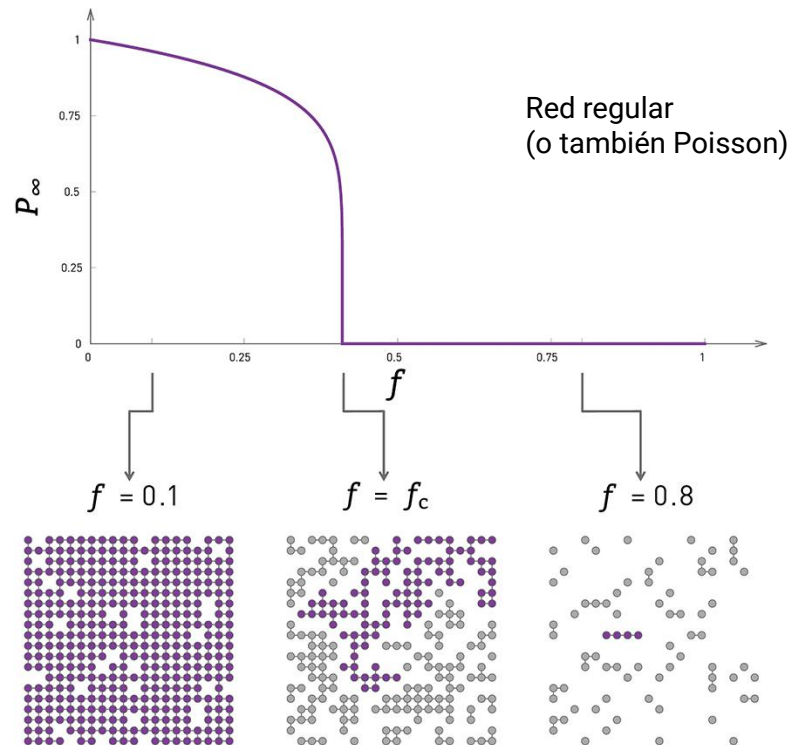 1
0.75
0.5
0.25
0
P∞
Red regular
(o también Poisson)
0
0.25
0.5
0.75
1
f
f = 0.1
f = fc
f = 0.8